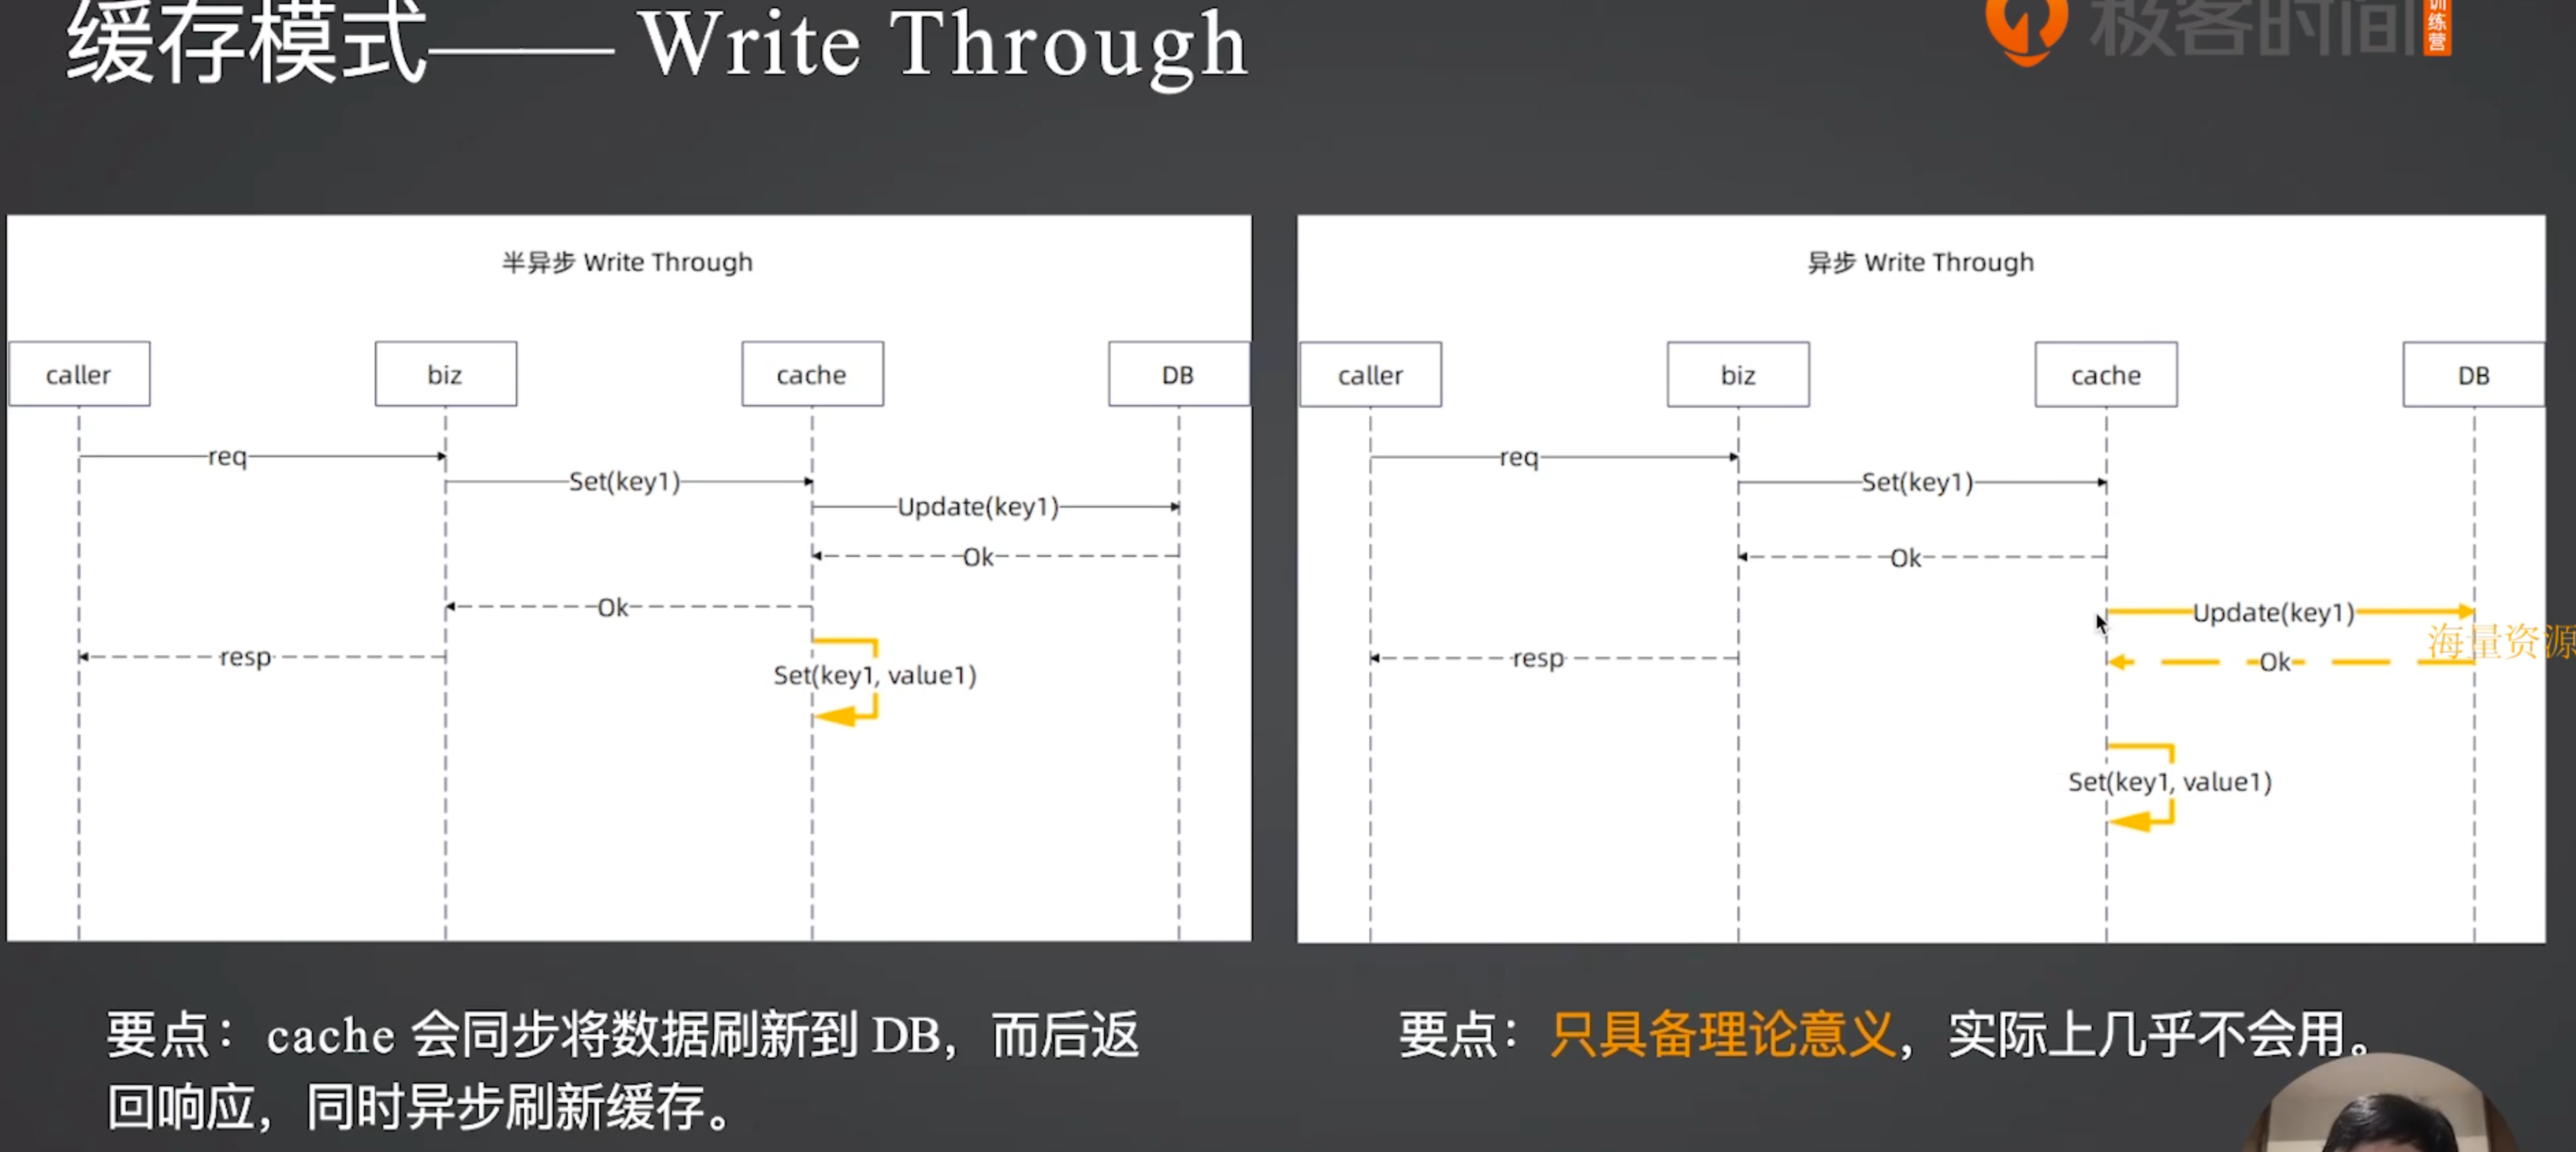 缓存模式—— Write Through
极客时间
训练营
半异步 Write Through
caller
biz
cache
DB
req
Set(key1)
Update(key1)
Ok
Ok
resp
Set(key1, value1)
异步 Write Through
caller
biz
cache
DB
req
Set(key1)
Ok
Update(key1)
海量资源
resp
Ok
Set(key1, value1)
要点：cache 会同步将数据刷新到 DB，而后返
回响应，同时异步刷新缓存。
要点：只具备理论意义，实际上几乎不会用。